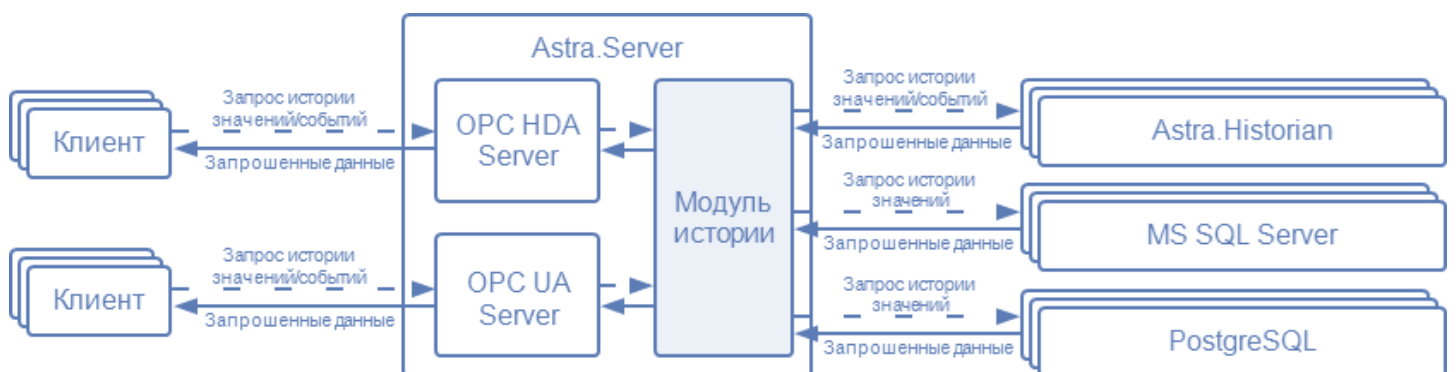 Astra.Server
Запрос истории
значений/событий
Клиент
Запрошенные данные
OPC HDA
Server
Запрос истории
значений/событий
Клиент
Запрошенные данные
OPC UA
Server
Модуль
истории
Запрос истории
значений/событий
Запрошенные данные
Astra.Historian
Запрос истории
значений
Запрошенные данные
MS SQL Server
Запрос истории
значений
Запрошенные данные
PostgreSQL